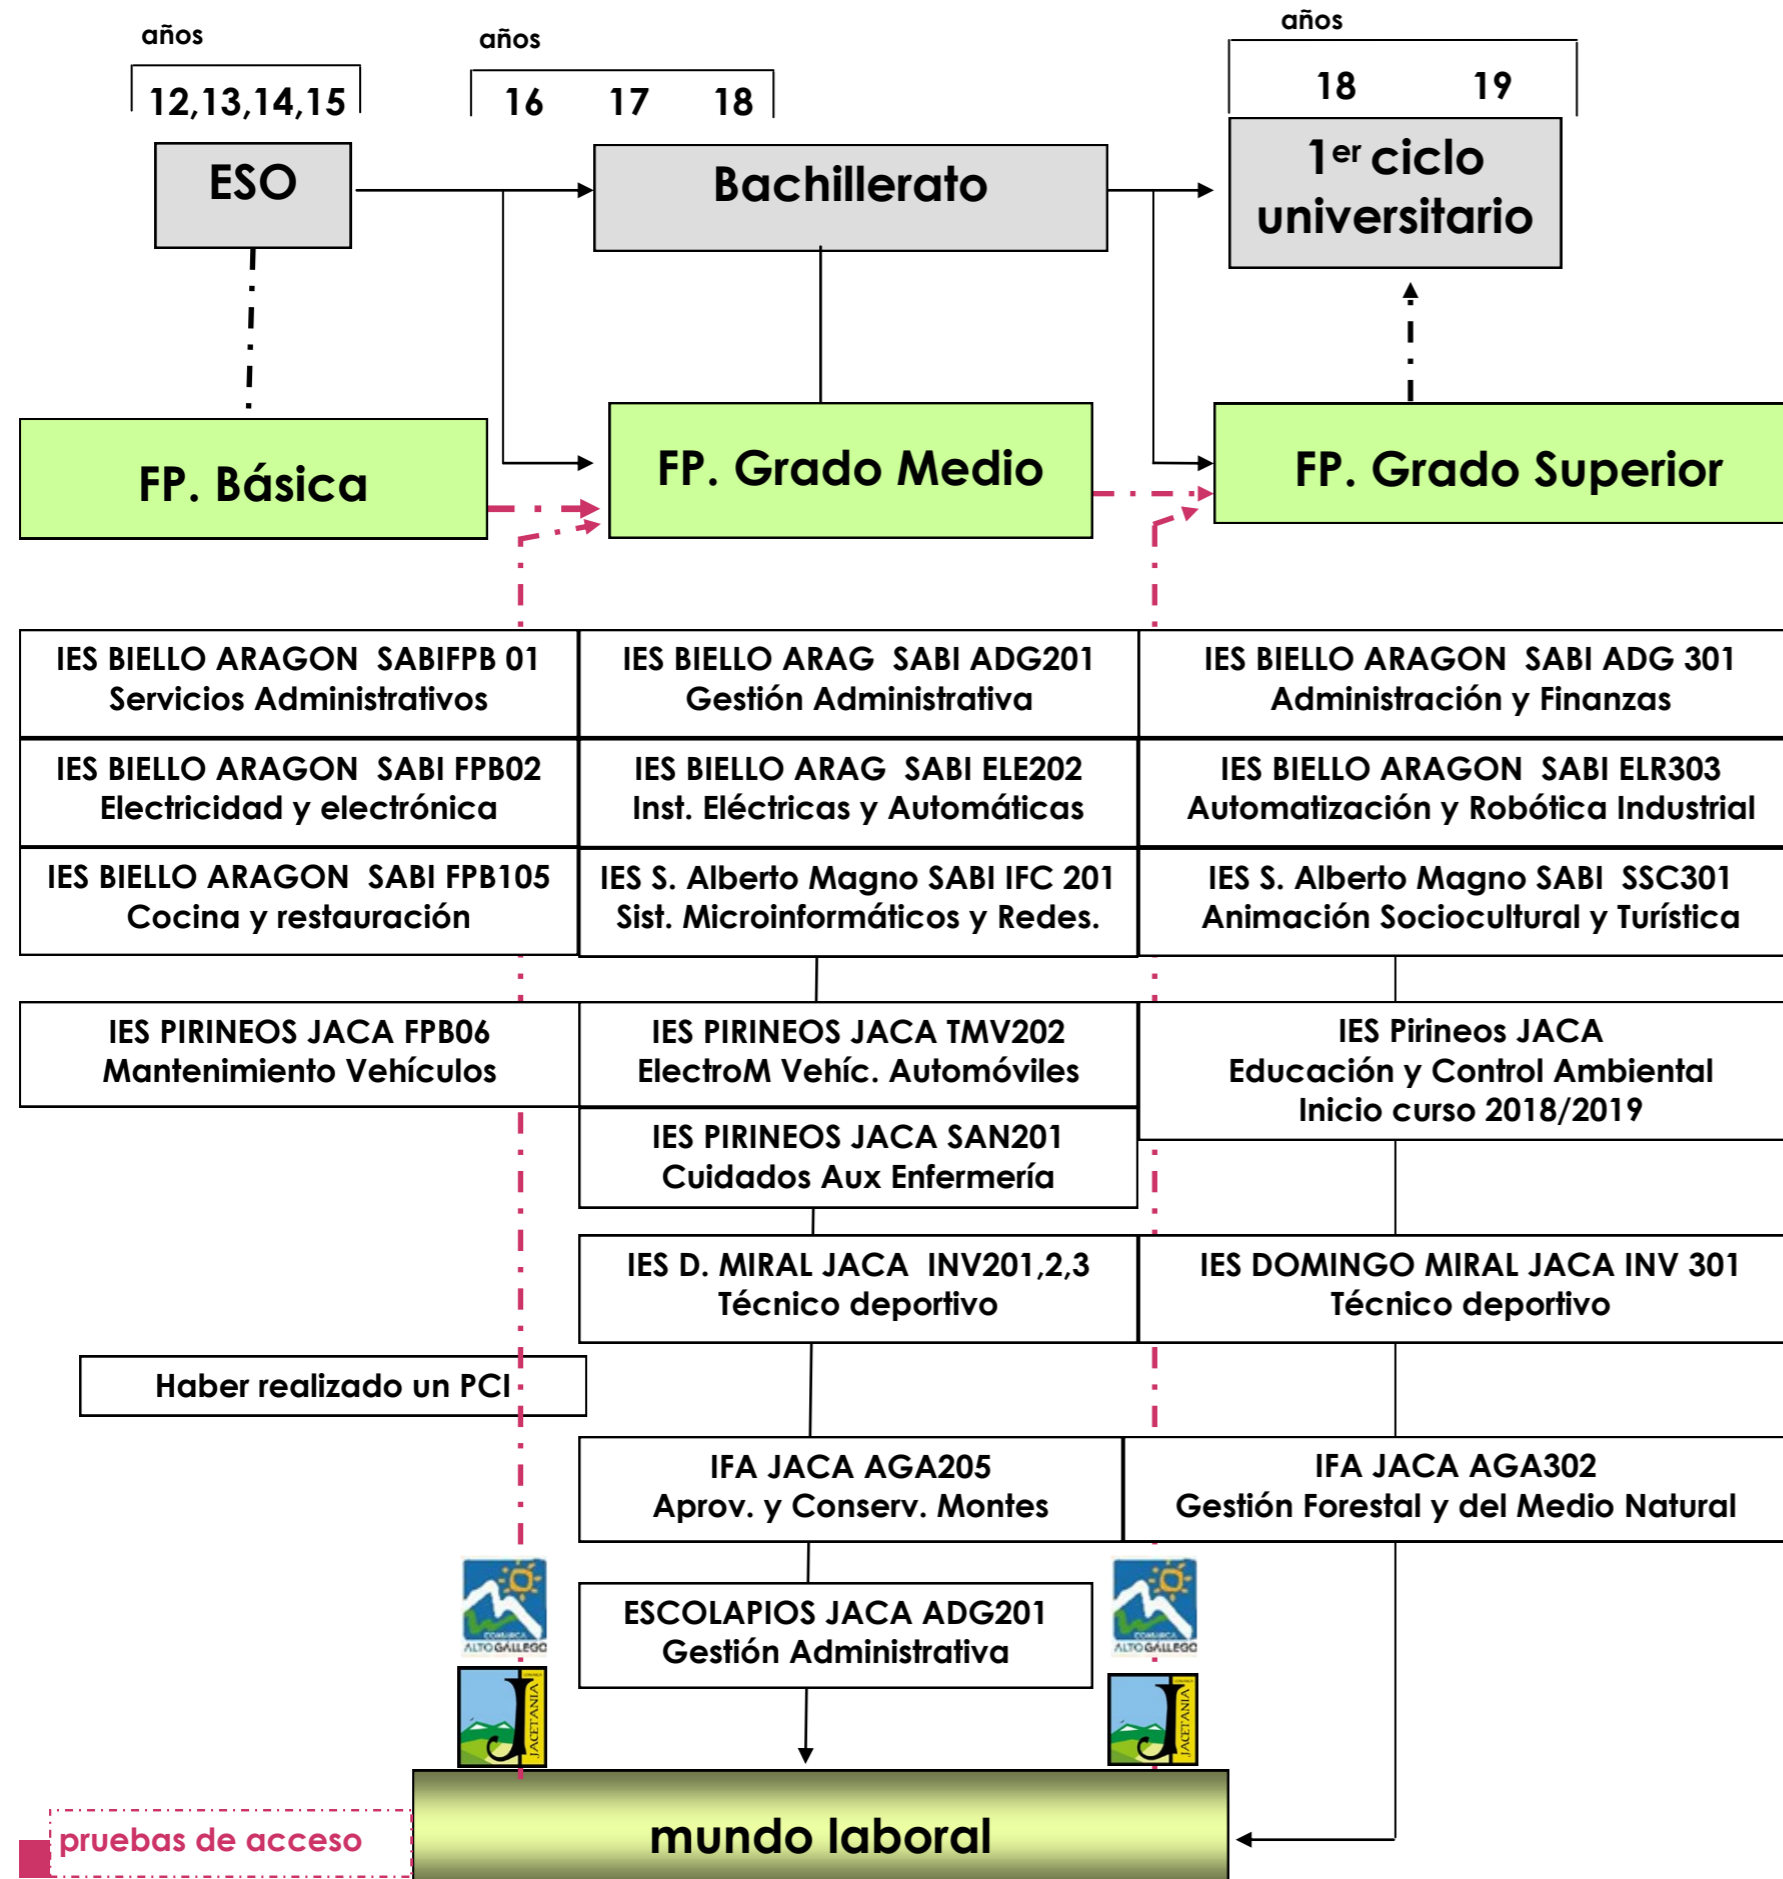 años
años
años
12,13,14,15
16 17 18
18 19
ESO
Bachillerato
1er ciclo
universitario
FP. Básica
FP. Grado Medio
FP. Grado Superior
IES BIELLO ARAGON SABIFPB 01
Servicios Administrativos
IES BIELLO ARAG SABI ADG201
Gestión Administrativa
IES BIELLO ARAGON SABI ADG 301
Administración y Finanzas
IES BIELLO ARAGON SABI FPB02
Electricidad y electrónica
IES BIELLO ARAG SABI ELE202
Inst. Eléctricas y Automáticas
IES BIELLO ARAGON SABI ELR303
Automatización y Robótica Industrial
IES BIELLO ARAGON SABI FPB105
Cocina y restauración
IES S. Alberto Magno SABI IFC 201
Sist. Microinformáticos y Redes.
IES S. Alberto Magno SABI SSC301
Animación Sociocultural y Turística
IES PIRINEOS JACA FPB06
Mantenimiento Vehículos
IES PIRINEOS JACA TMV202
ElectroM Vehíc. Automóviles
IES Pirineos JACA
Educación y Control Ambiental
Inicio curso 2018/2019
IES PIRINEOS JACA SAN201
Cuidados Aux Enfermería
IES D. MIRAL JACA INV201,2,3
Técnico deportivo
IES DOMINGO MIRAL JACA INV 301
Técnico deportivo
Haber realizado un PCI
IFA JACA AGA205
Aprov. y Conserv. Montes
IFA JACA AGA302
Gestión Forestal y del Medio Natural
COMARCA
ALTO GÁLLEGO
COMARCA
ALTO GÁLLEGO
ESCOLAPIOS JACA ADG201
Gestión Administrativa
J
JACETANIA
J
JACETANIA
mundo laboral
pruebas de acceso